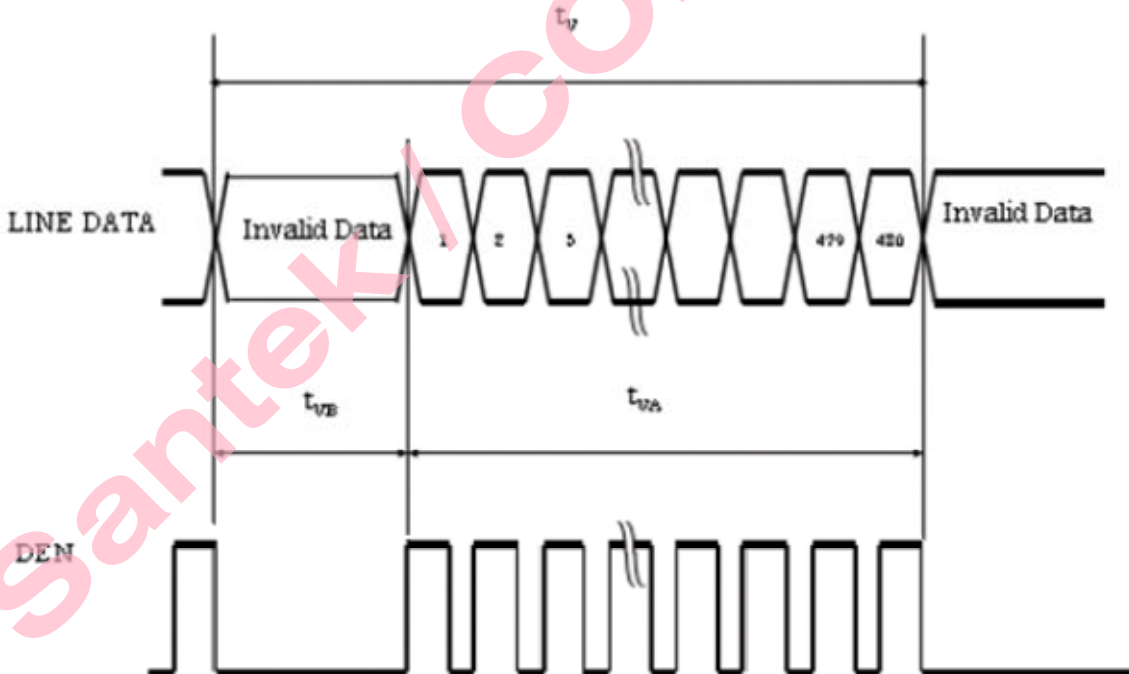 tV
LINE DATA
Invalid Data
1
2
3
479
480
Invalid Data
tVB
tVA
DEN
Santek / CO